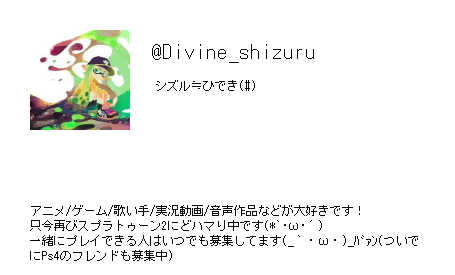 @Divine_shizuru
シズル≒ひでき(#)
アニメ/ゲーム/歌い手/実況動画/音声作品などが大好きです！
只今再びスプラトゥーン2にどハマり中です(*`･ω･´ )
一緒にプレイできる人はいつでも募集してます(_｀・ω・)_ﾊﾞｧﾝ(ついで
にPs4のフレンドも募集中)